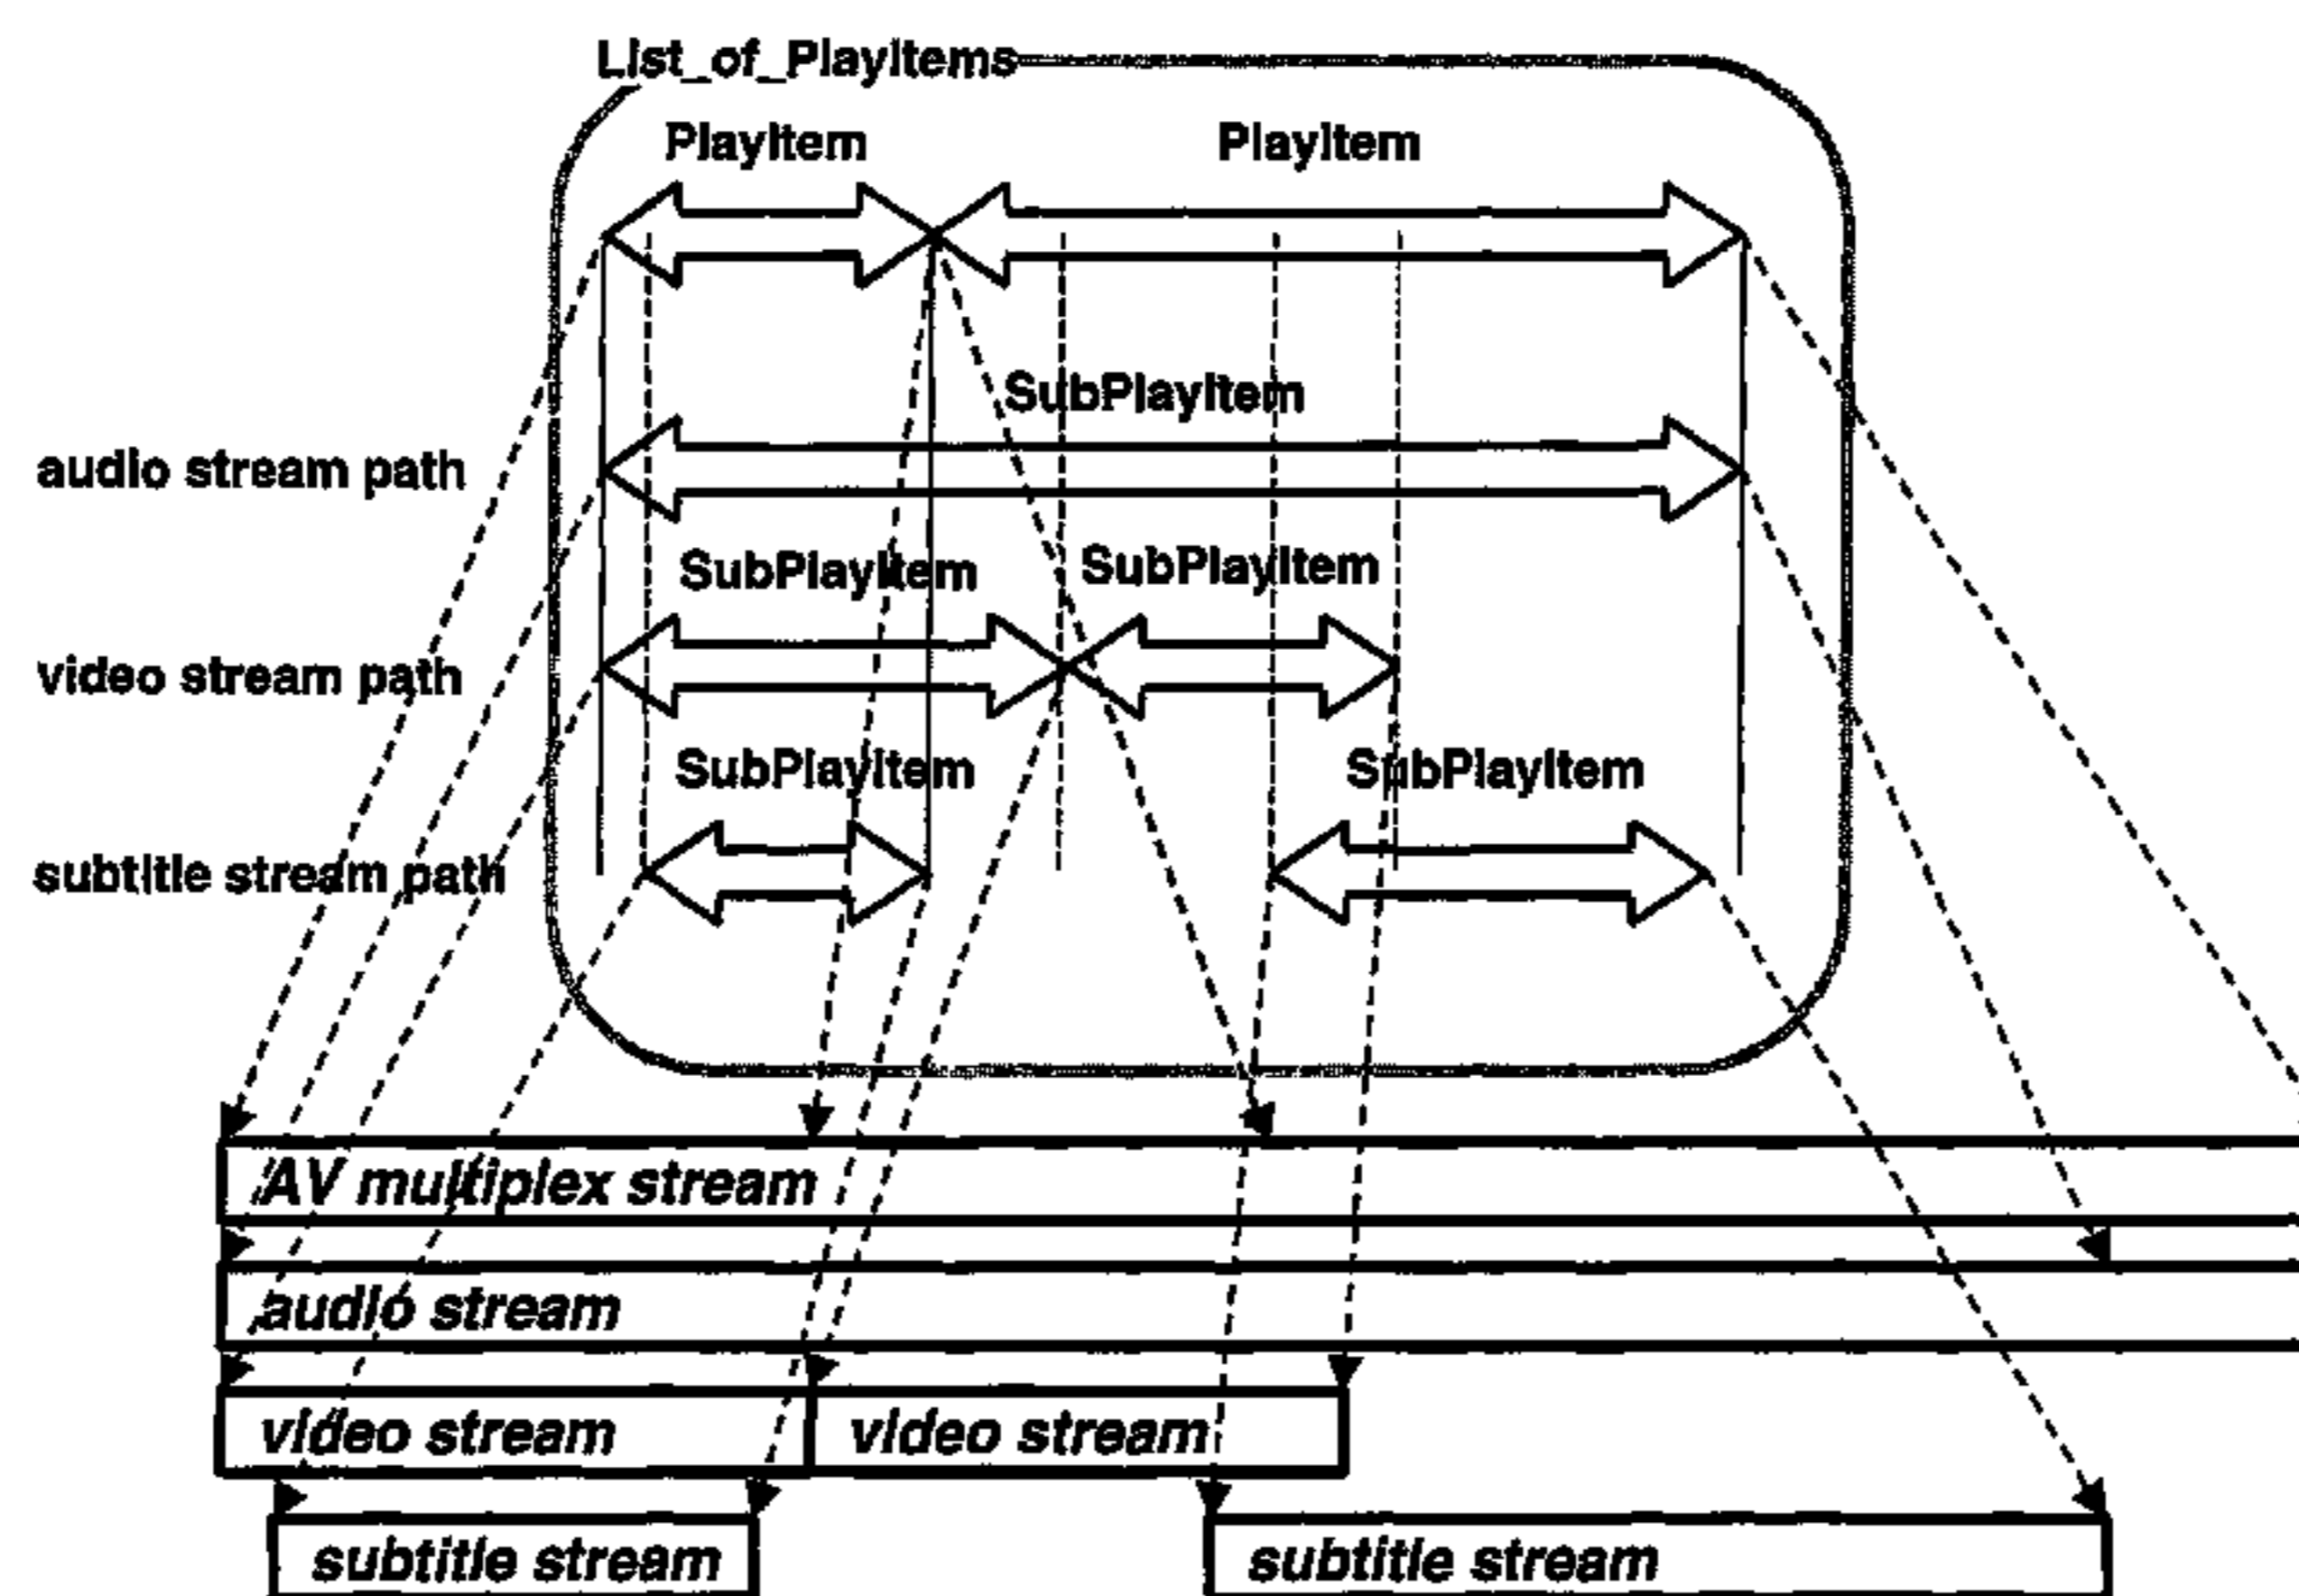 List_of_PlayItems
PlayItem PlayItem
SubPlayItem
audio stream path
SubPlayItem SubPlayItem
video stream path
SubPlayItem SubPlayItem
subtitle stream path
AV multiplex stream
audio stream
video stream video stream
subtitle stream subtitle stream